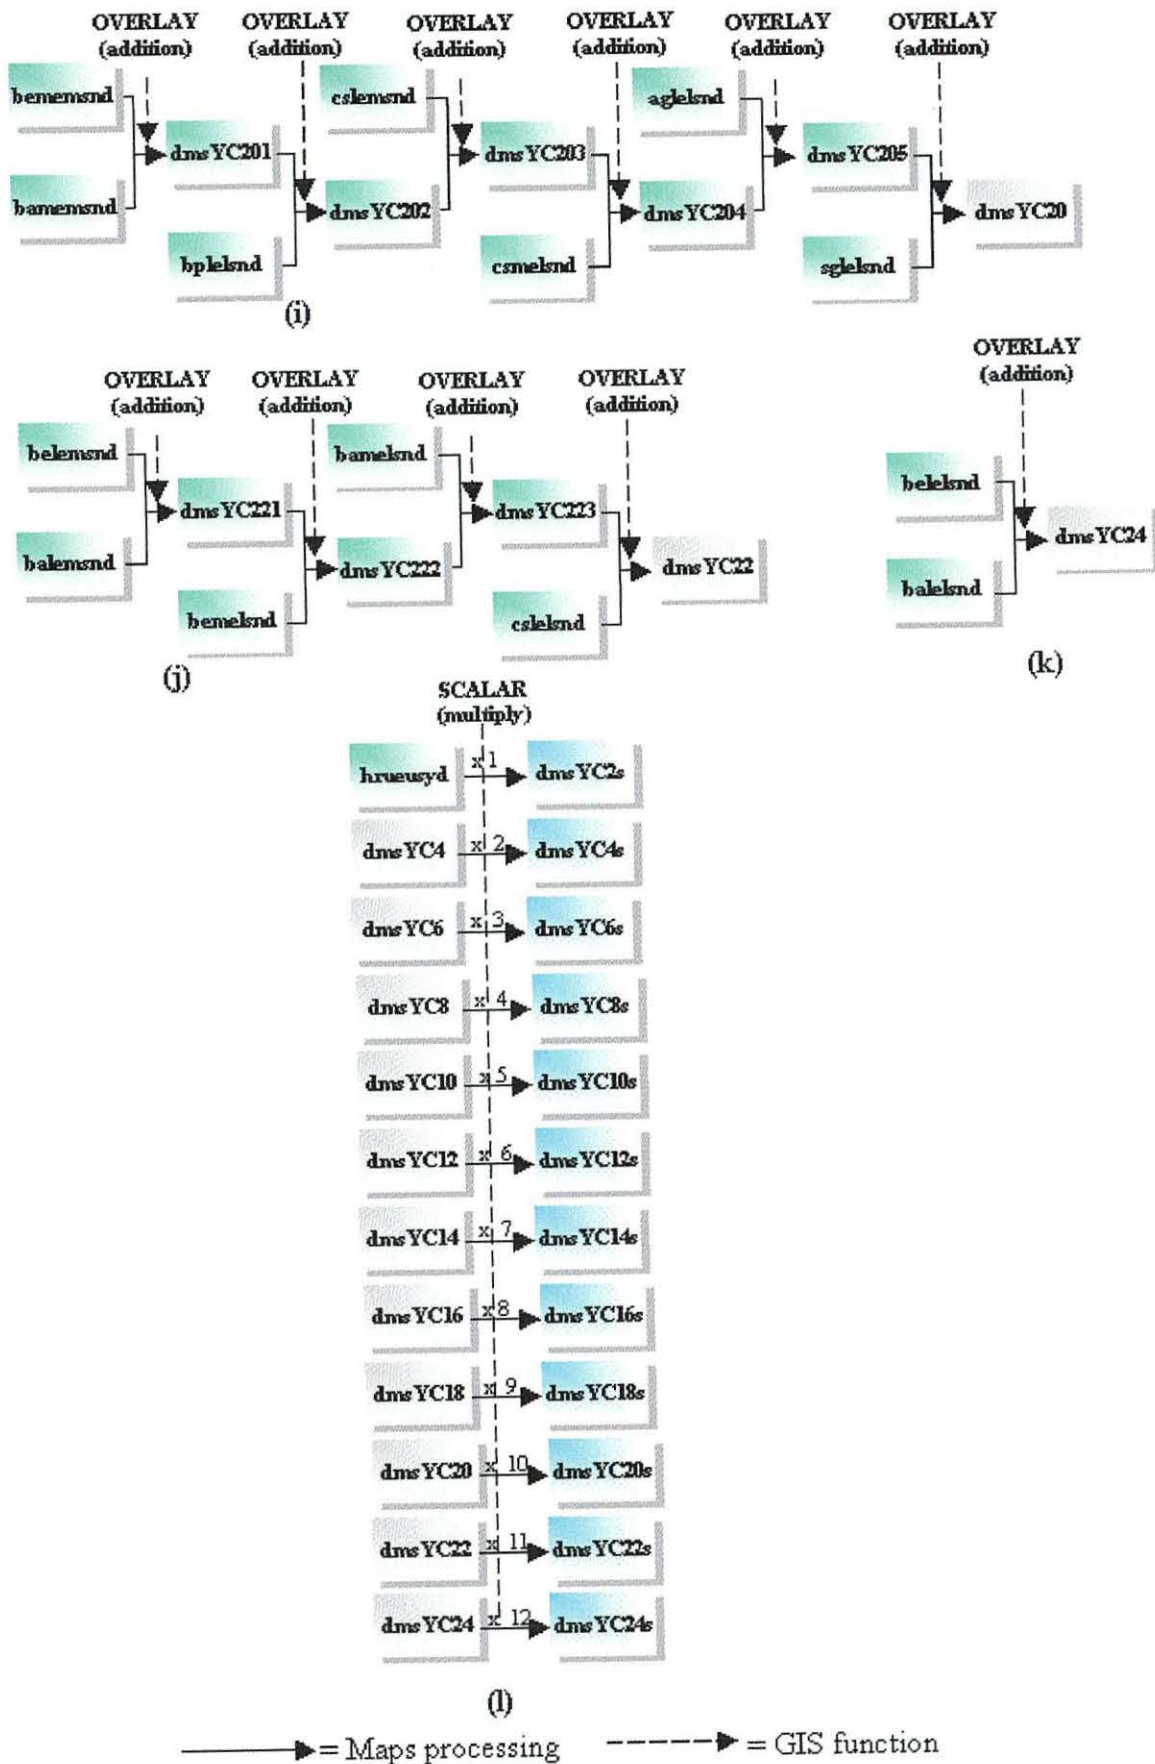 OVERLAY OVERLAY OVERLAY OVERLAY OVERLAY OVERLAY
(addition) (addition) (addition) (addition) (addition) (addition)
bememsnd cslemsnd aglelsnd
dmsYC201 dmsYC203 dmsYC205
bamemsnd dmsYC202 dmsYC204 dmsYC20
bplelsnd csmelsnd sglelsnd
(i)
OVERLAY
(addition)
OVERLAY OVERLAY OVERLAY OVERLAY
(addition) (addition) (addition) (addition)
belemsnd bamelsnd
belelsnd
dmsYC221 dmsYC223
dmsYC24
balemsnd dmsYC222 dmsYC22
balelsnd
bemelsnd cslelsnd
(j)
(k)
SCALAR
(multiply)
hrueusyd x 1 dmsYC2s
dmsYC4 x 2 dmsYC4s
dmsYC6 x 3 dmsYC6s
dmsYC8 x 4 dmsYC8s
dmsYC10 x 5 dmsYC10s
dmsYC12 x 6 dmsYC12s
dmsYC14 x 7 dmsYC14s
dmsYC16 x 8 dmsYC16s
dmsYC18 x 9 dmsYC18s
dmsYC20 x 10 dmsYC20s
dmsYC22 x 11 dmsYC22s
dmsYC24 x 12 dmsYC24s
(l)
= Maps processing = GIS function